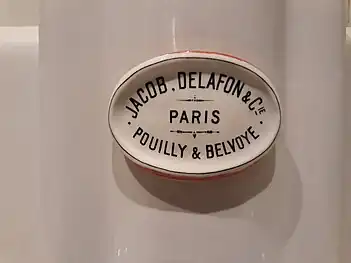 · JACOB, DELAFON & Cie ·
PARIS
POUILLY & BELVOYE